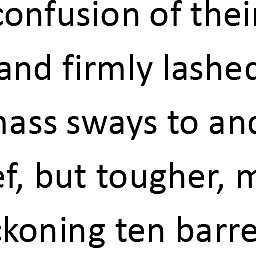 confusion of their
and firmly lashed
mass sways to and
ef, but tougher, m
ckoning ten barre